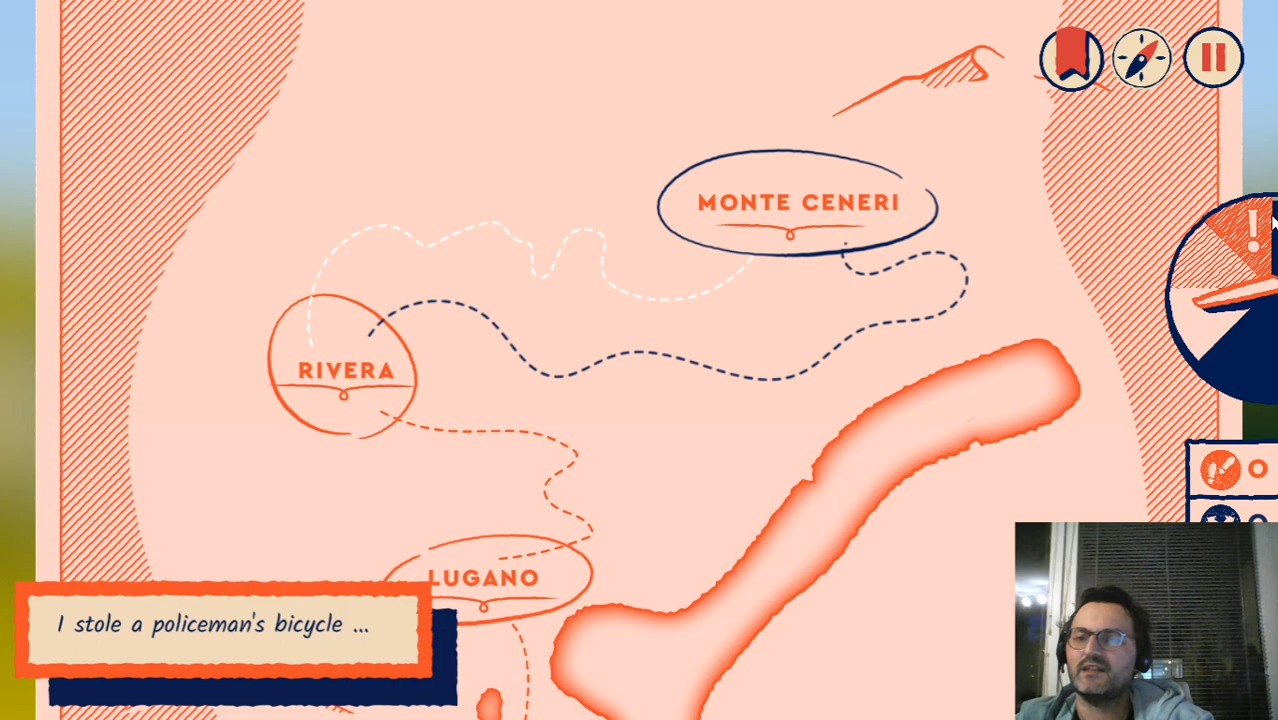 MONTE CENERI
!
RIVERA
O
LUGANO
I stole a policeman's bicycle ...